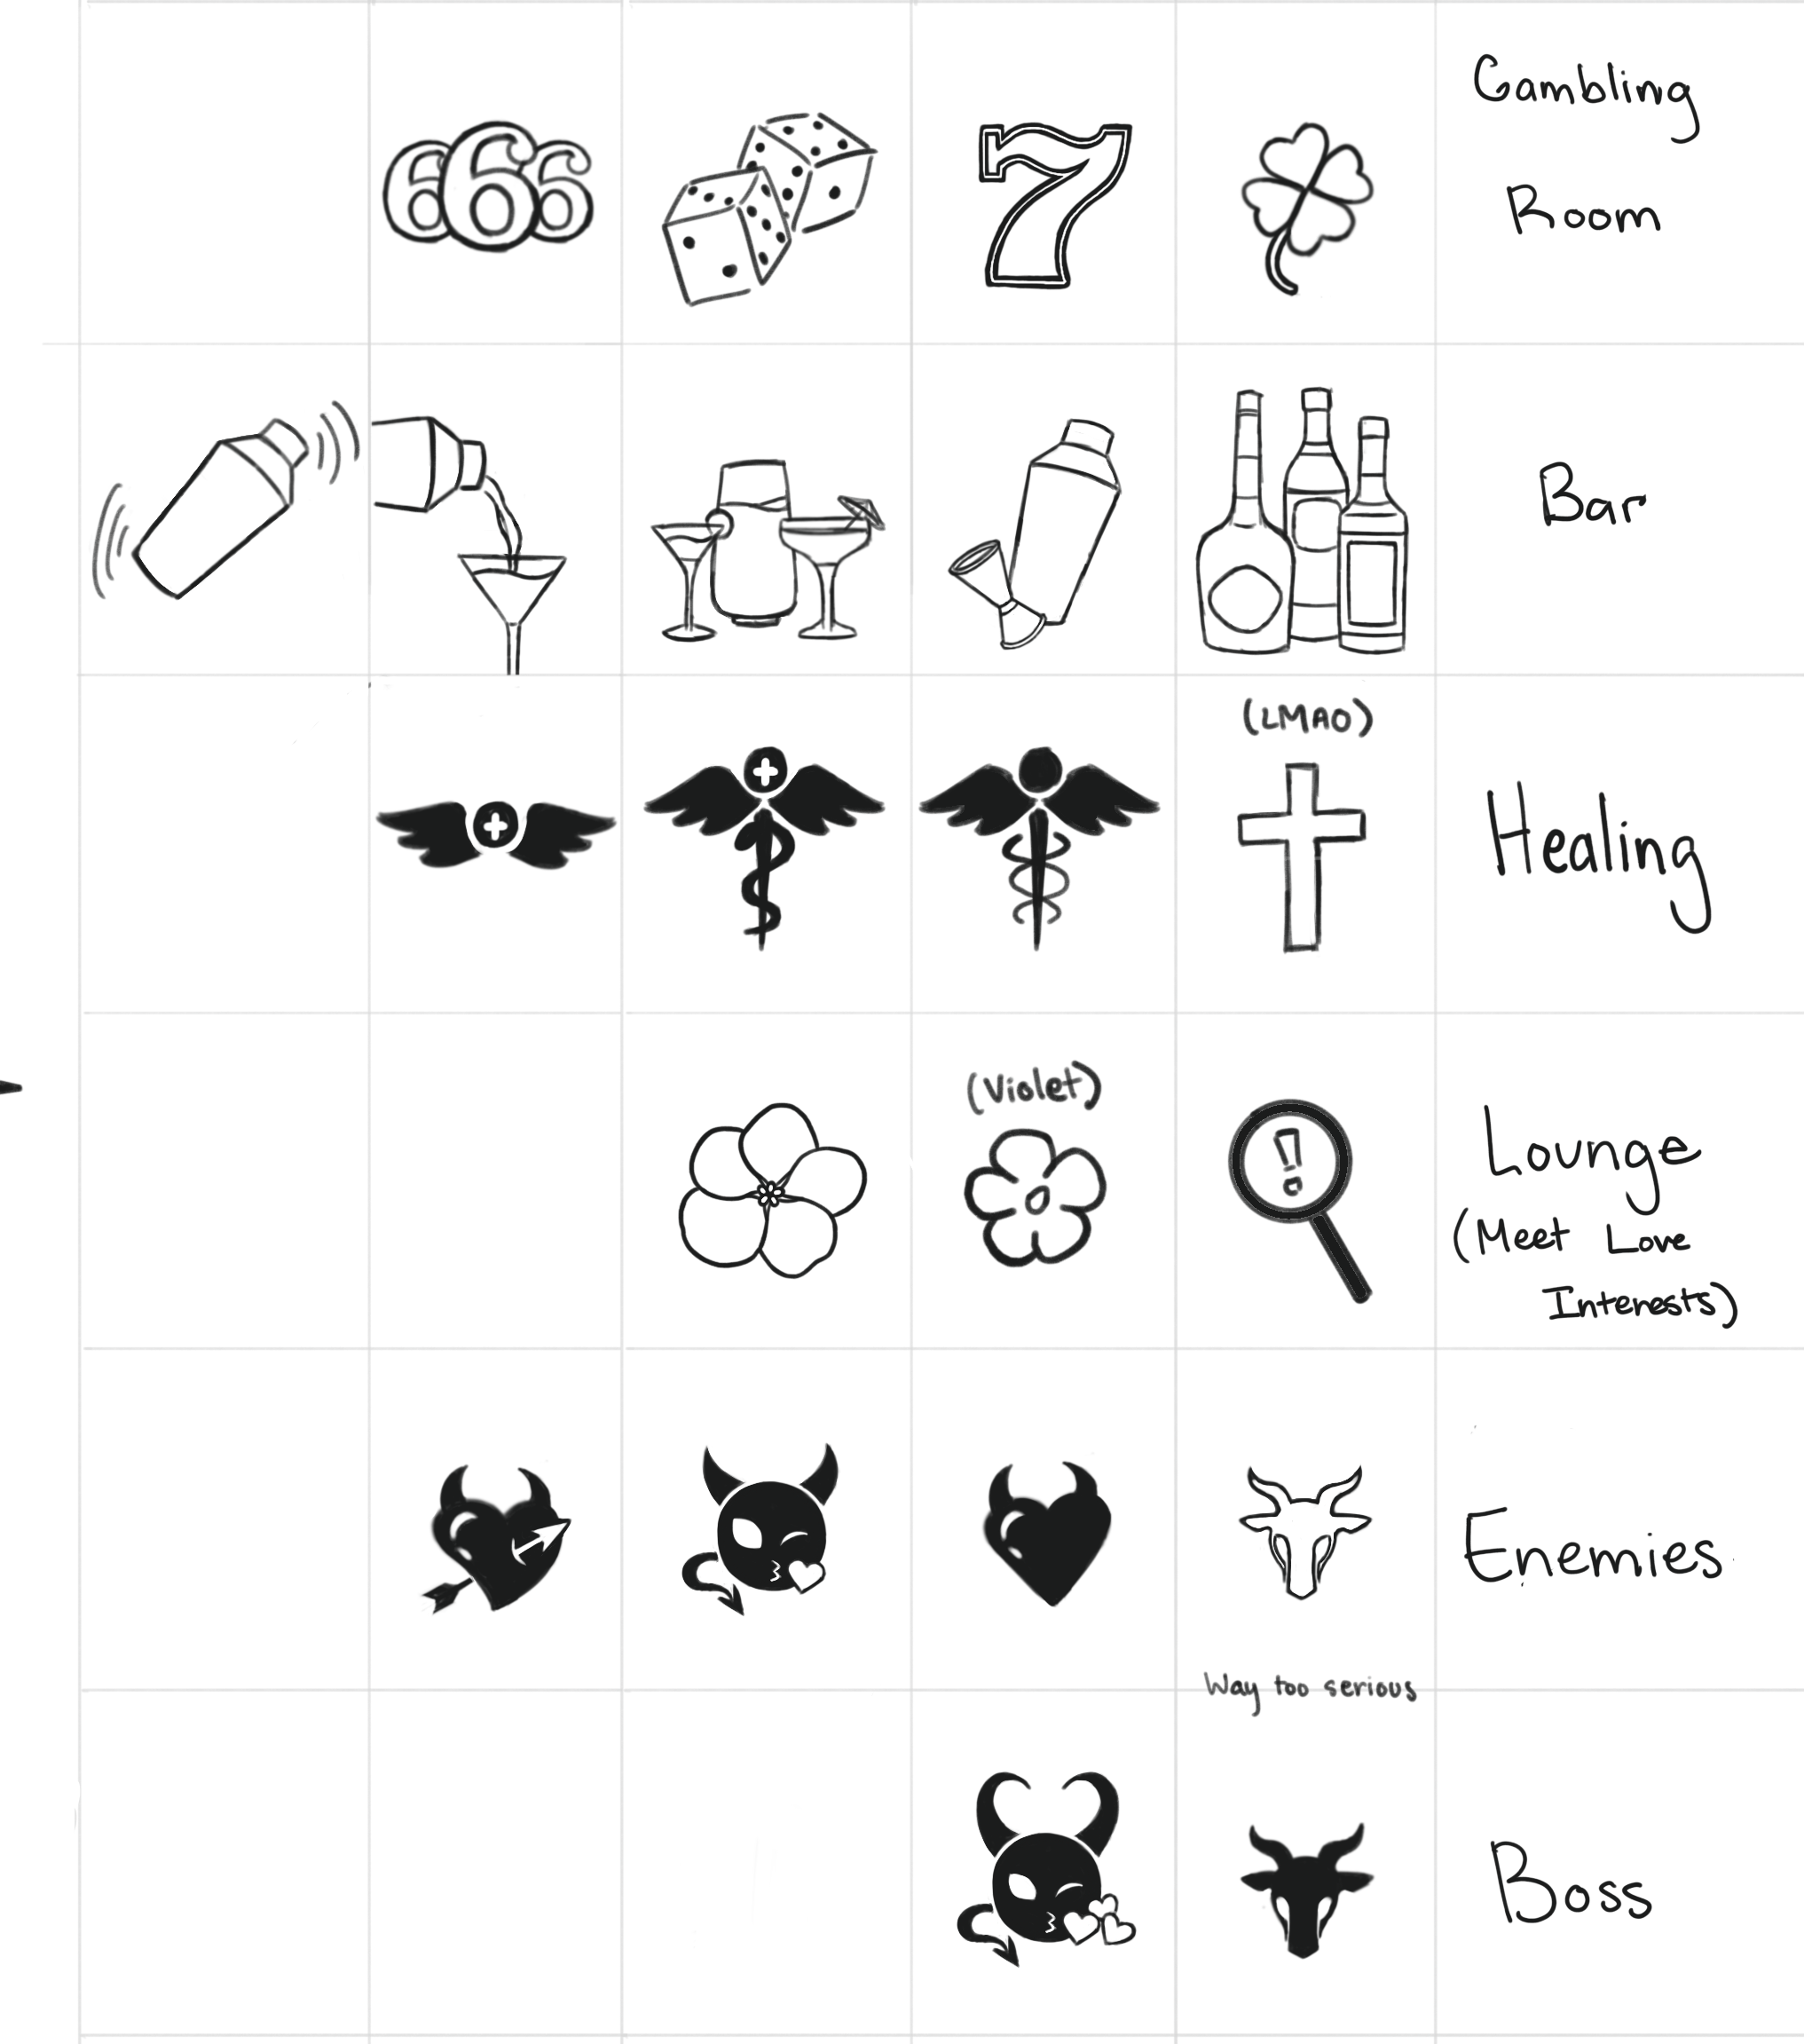 Gambling
Room
666
7
Bar
(LMAO)
Healing
(Violet)
!
Lounge
(Meet Love
Interests)
Enemies
Way too serious
Boss